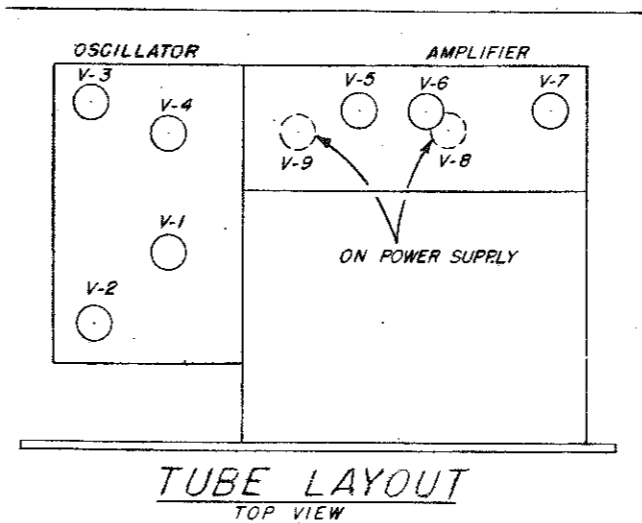 OSCILLATOR
AMPLIFIER
V-3
V-4
V-5
V-6
V-7
V-9
V-8
V-1
ON POWER SUPPLY
V-2
TUBE LAYOUT
TOP VIEW